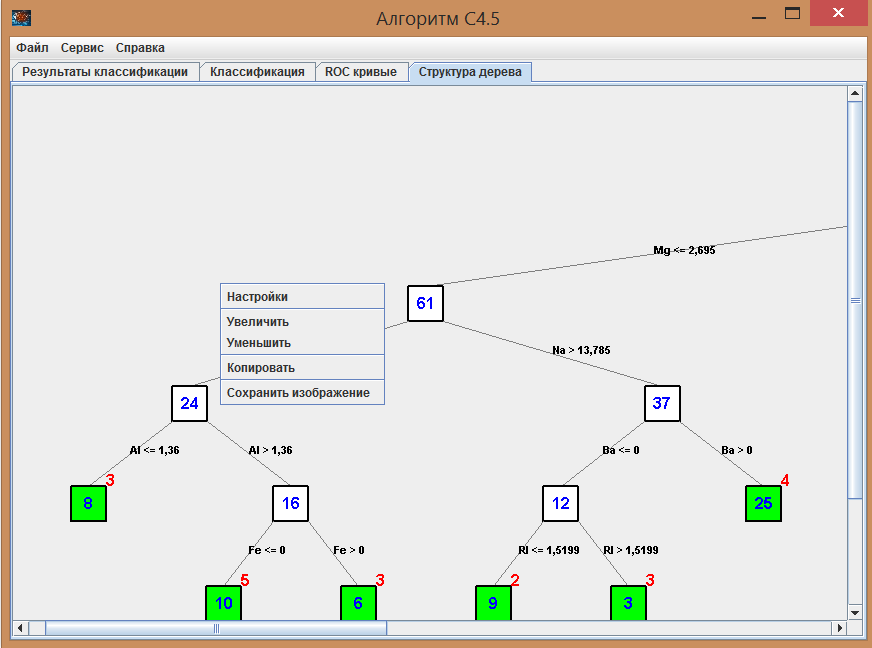 Алгоритм C4.5
Файл Сервис Справка
Результаты классификации Классификация ROC кривые Структура дерева
Mg <= 2,695
61
Настройки
Увеличить
Уменьшить
Копировать
Сохранить изображение
Na > 13,785
24
37
Al <= 1,36
Al > 1,36
Ba <= 0
Ba > 0
3
8
16
12
4
25
Fe <= 0
Fe > 0
RI <= 1,5199
RI > 1,5199
5
10
3
6
2
9
3
3